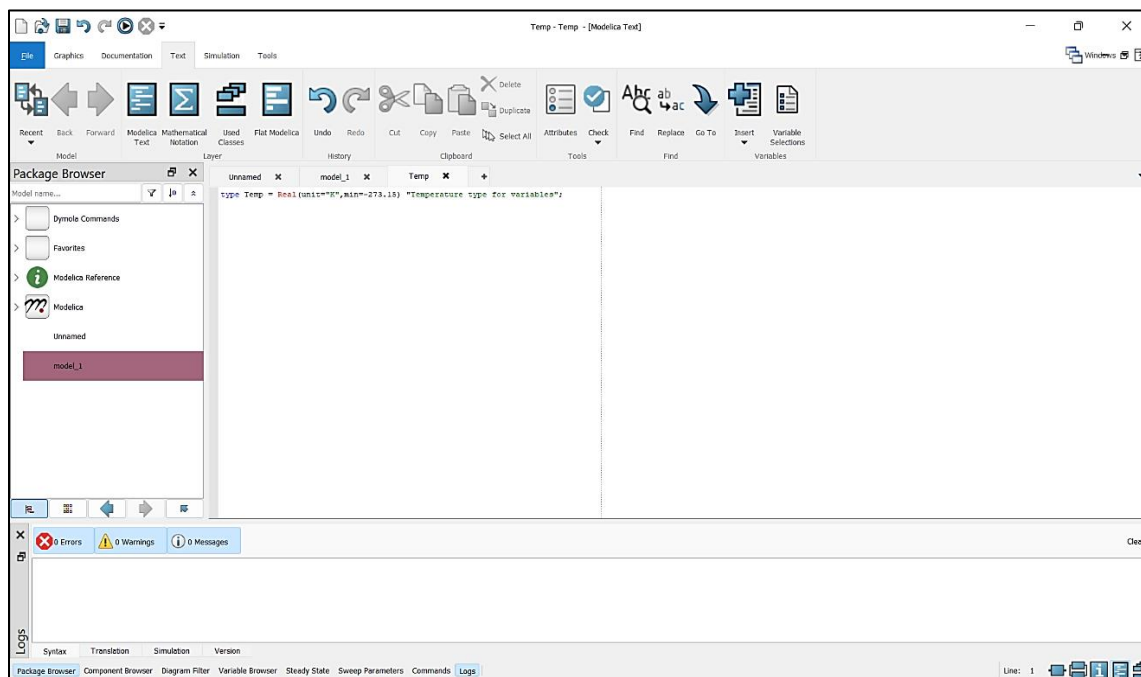 Temp - Temp - [Modelica Text]
File Graphics Documentation Text Simulation Tools Windows
Delete
Duplicate
Select All
Abc
ab
ac
Recent Back Forward Modelica Text Mathematical Notation Used Classes Flat Modelica Undo Redo Cut Copy Paste Attributes Check Find Replace Go To Insert Variable Selections
Model Layer History Clipboard Tools Find Variables
Package Browser
Unnamed model_1 Temp +
Model name...
type Temp = Real(unit="K",min=-273.15) "Temperature type for variables";
Dymola Commands
Favorites
Modelica Reference
Modelica
Unnamed
model_1
0 Errors 0 Warnings 0 Messages Clea
Logs
Syntax Translation Simulation Version
Package Browser Component Browser Diagram Filter Variable Browser Steady State Sweep Parameters Commands Logs Line: 1